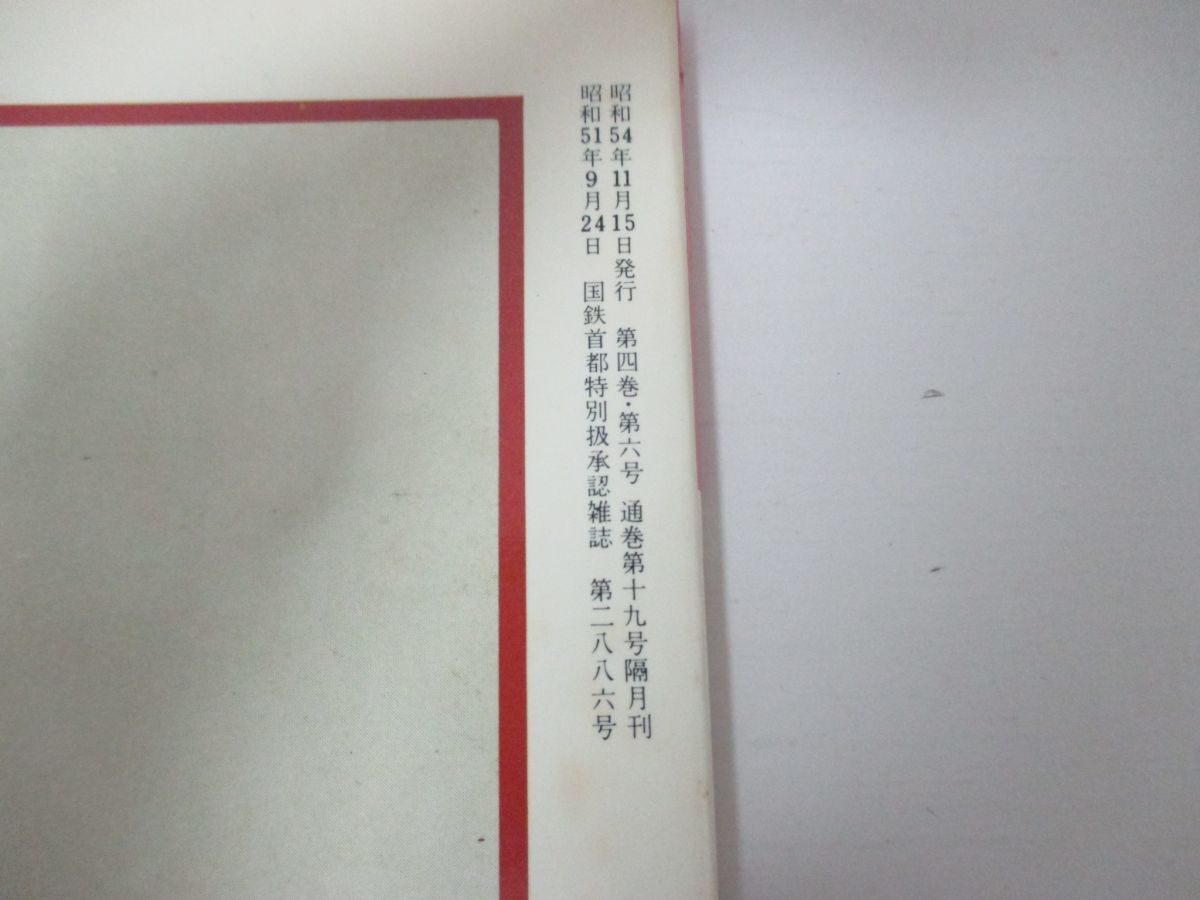 昭和54年11月15日発行 第四巻・第六号 通巻第十九号隔月刊
昭和51年9月24日 国鉄首都特別扱承認雑誌 第二八八六号